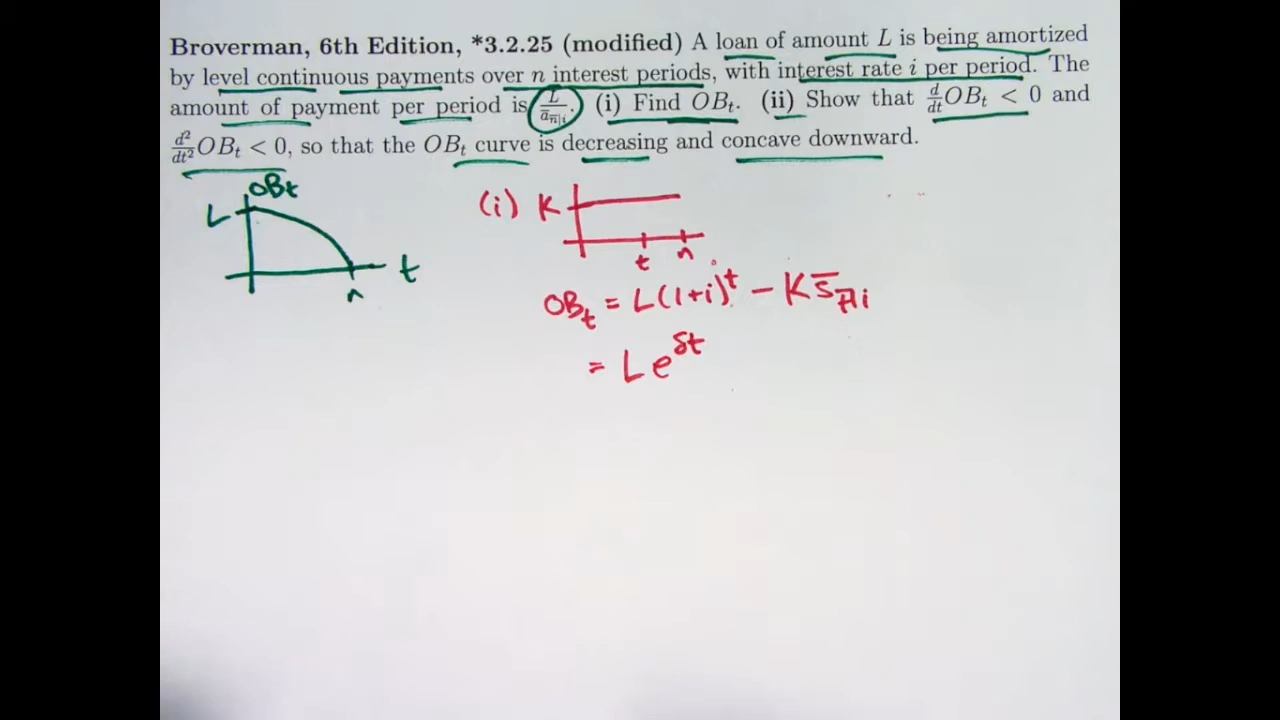 Broverman, 6th Edition, *3.2.25 (modified) A loan of amount L is being amortized
by level continuous payments over n interest periods, with interest rate i per period. The
amount of payment per period is L/a̅_n̅|i. (i) Find OB_t. (ii) Show that d/dt OB_t < 0 and
d²/dt² OB_t < 0, so that the OB_t curve is decreasing and concave downward.
OBt
L
t
n
(i) K
t n
OB_t = L(1+i)^t − K s̅_t̅|i
= L e^δt